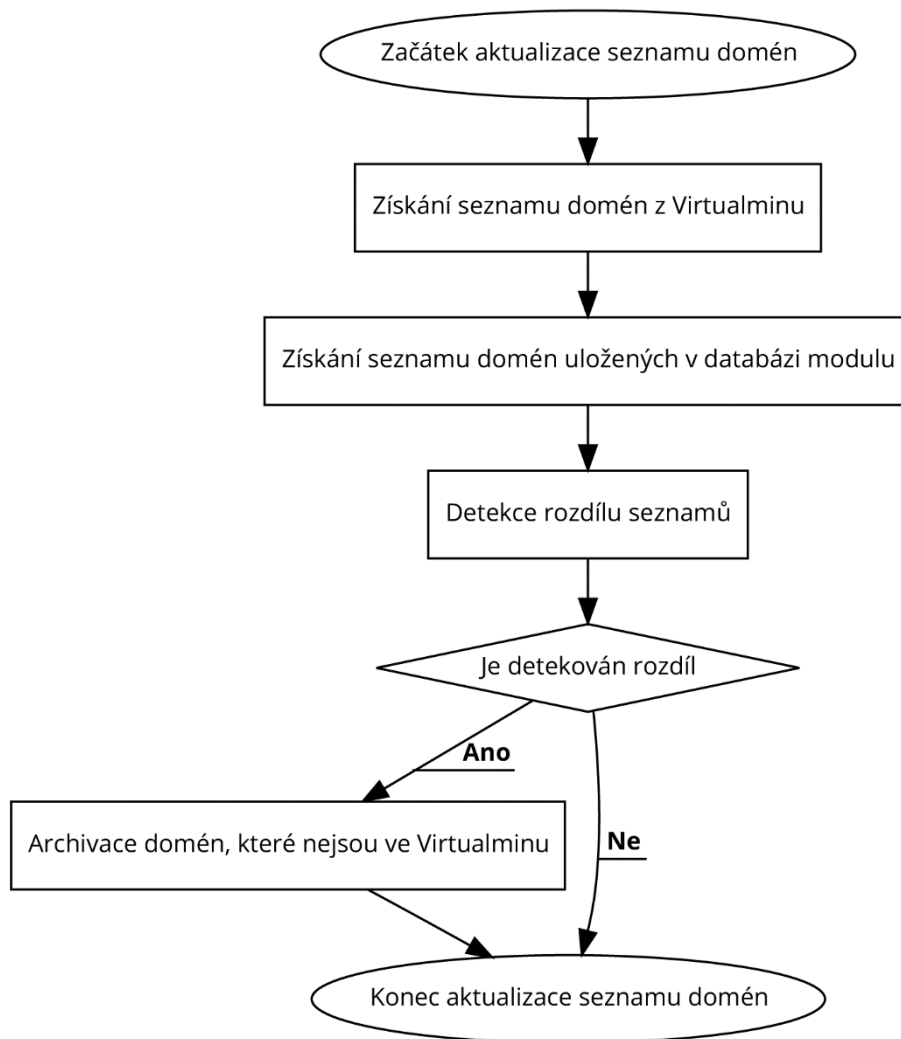 Začátek aktualizace seznamu domén
Získání seznamu domén z Virtualminu
Získání seznamu domén uložených v databázi modulu
Detekce rozdílu seznamů
Je detekován rozdíl
Ano
Archivace domén, které nejsou ve Virtualminu
Ne
Konec aktualizace seznamu domén